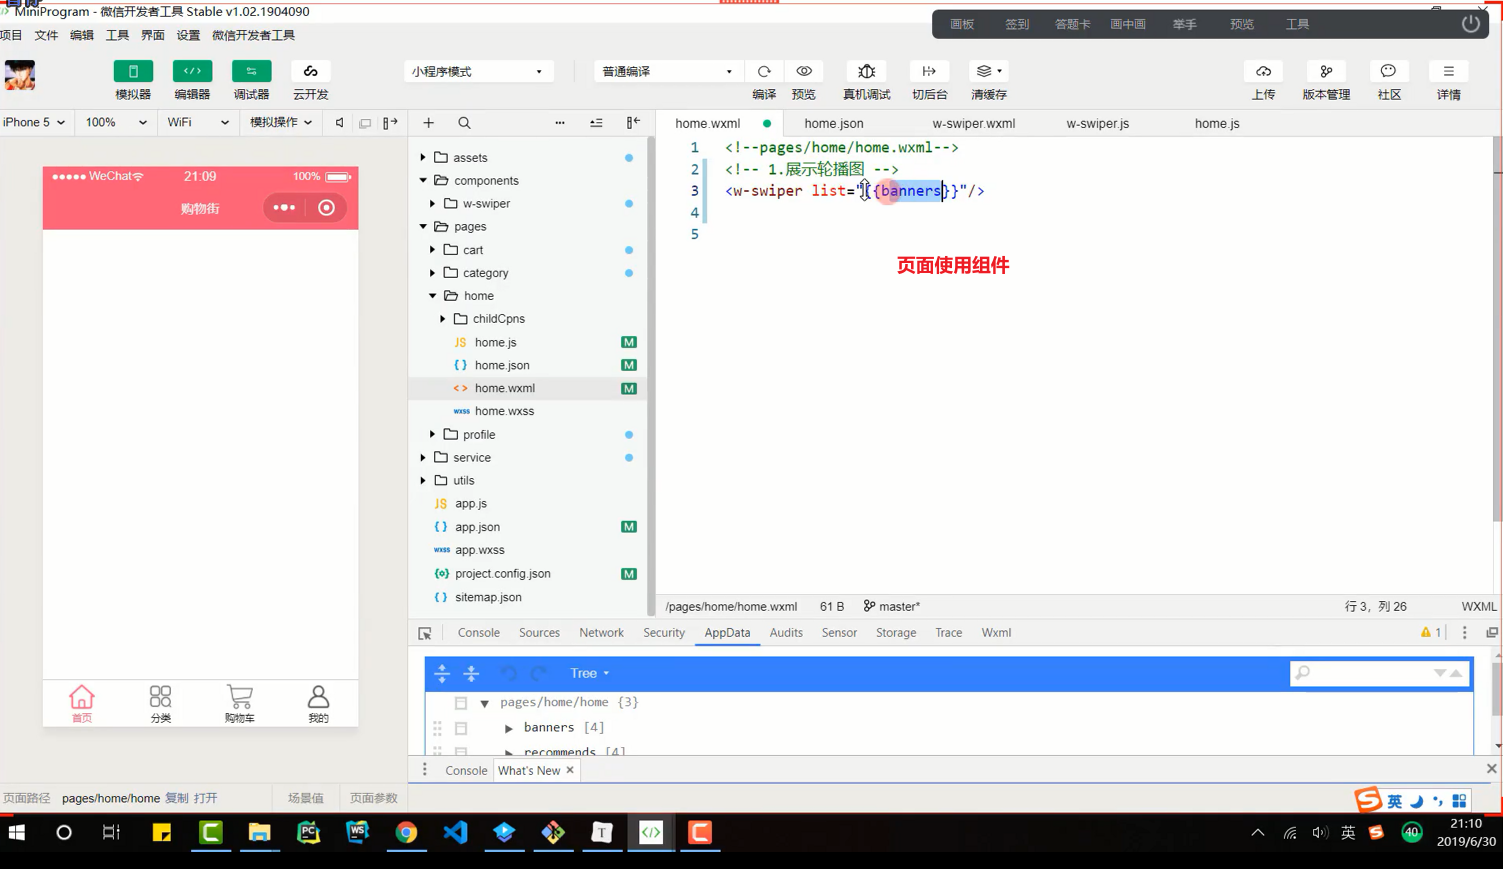 MiniProgram - 微信开发者工具 Stable v1.02.1904090
画板 签到 答题卡 画中画 举手 预览 工具
项目 文件 编辑 工具 界面 设置 微信开发者工具
小程序模式 普通编译
模拟器 编辑器 调试器 云开发 编译 预览 真机调试 切后台 清缓存 上传 版本管理 社区 详情
iPhone 5 100% WiFi 模拟操作
home.wxml home.json w-swiper.wxml w-swiper.js home.js
WeChat 21:09 100%
购物街
首页 分类 购物车 我的
assets
components
w-swiper
pages
cart
category
home
childCpns
JS home.js M
{ } home.json M
<> home.wxml M
wxss home.wxss
profile
service
utils
JS app.js
{ } app.json M
wxss app.wxss
{o} project.config.json M
{ } sitemap.json
1 <!--pages/home/home.wxml-->
2 <!-- 1.展示轮播图 -->
3 <w-swiper list="{{banners}}"/>
4
5
页面使用组件
/pages/home/home.wxml 61 B master* 行 3，列 26 WXML
Console Sources Network Security AppData Audits Sensor Storage Trace Wxml 1
Tree
pages/home/home {3}
banners [4]
recommends [4]
Console What's New
页面路径 pages/home/home 复制 打开 场景值 页面参数
英
PC WS T 英 40
21:10
2019/6/30